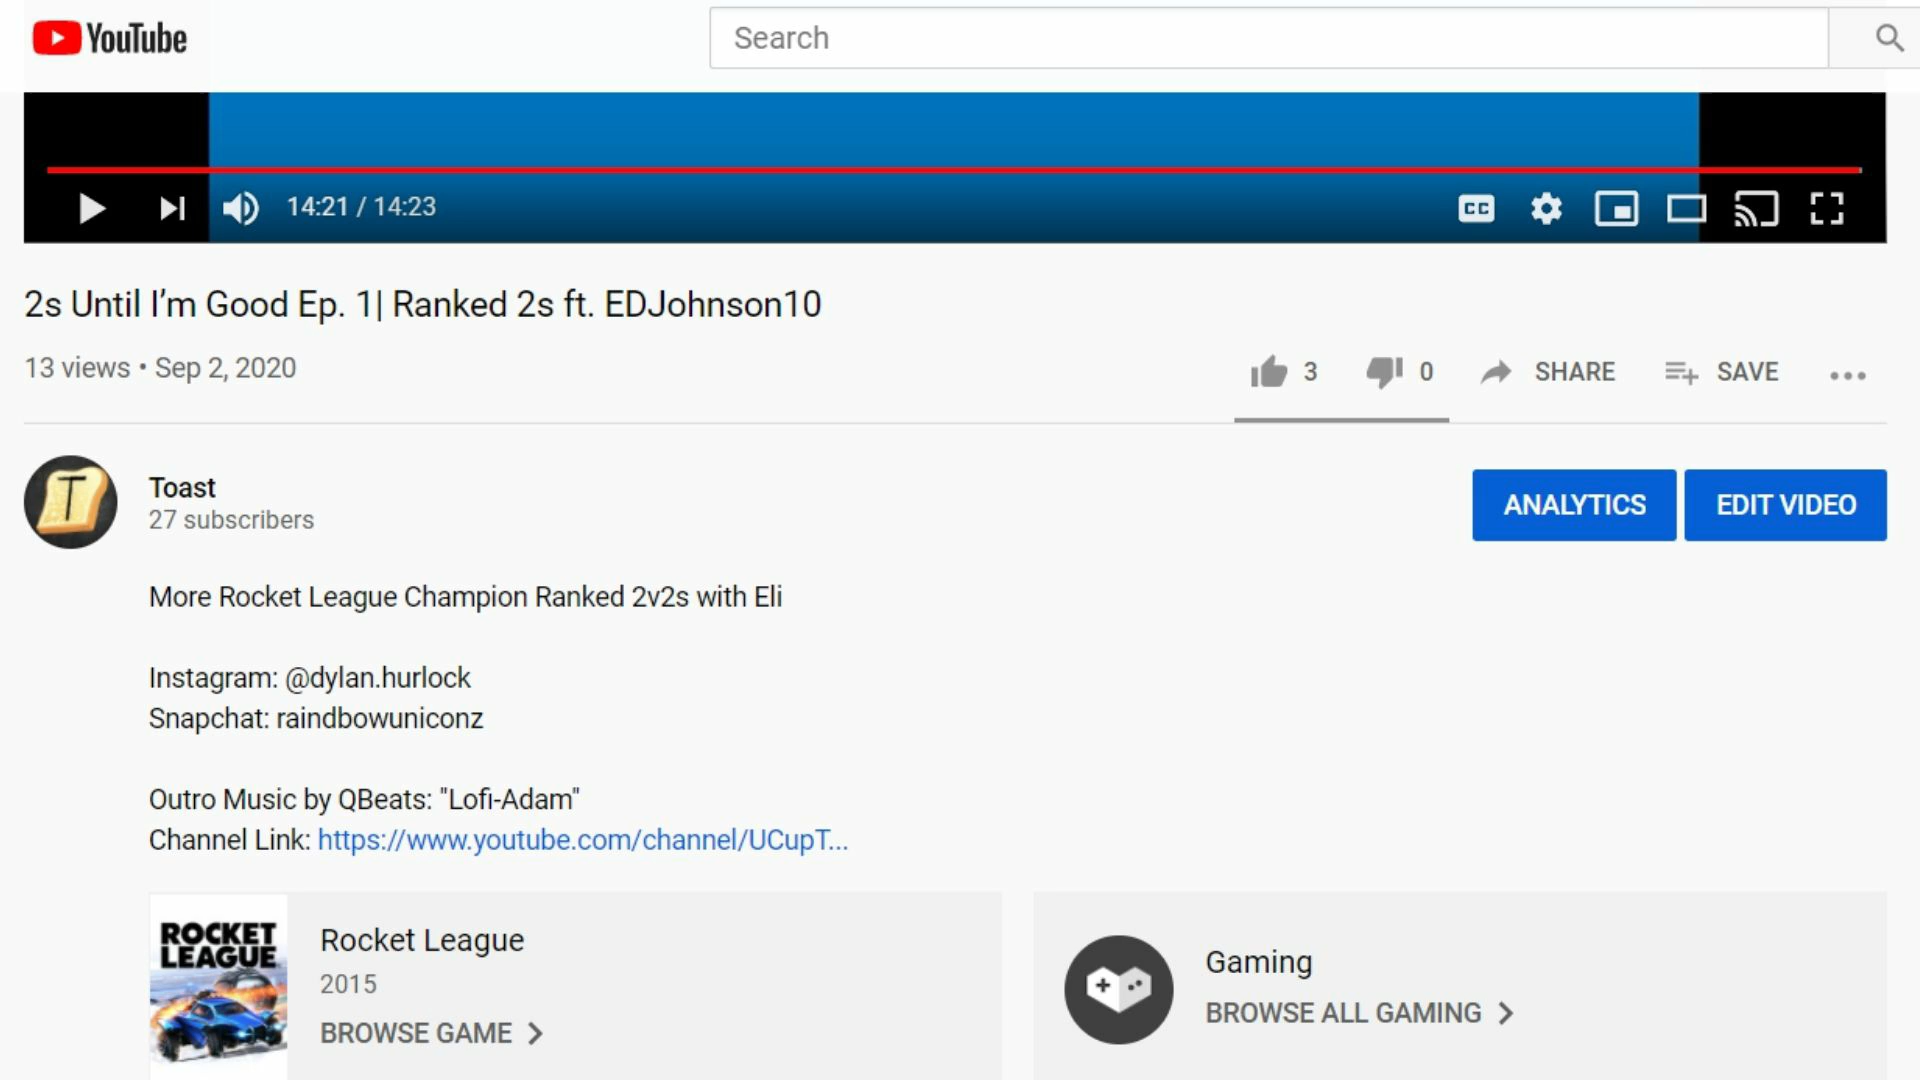 YouTube
Search
14:21 / 14:23
CC
2s Until I’m Good Ep. 1| Ranked 2s ft. EDJohnson10
13 views • Sep 2, 2020
3
0
SHARE
SAVE
T
Toast
27 subscribers
ANALYTICS
EDIT VIDEO
More Rocket League Champion Ranked 2v2s with Eli
Instagram: @dylan.hurlock
Snapchat: raindbowuniconz
Outro Music by QBeats: "Lofi-Adam"
Channel Link: https://www.youtube.com/channel/UCupT...
ROCKET
LEAGUE
Rocket League
2015
BROWSE GAME
Gaming
BROWSE ALL GAMING